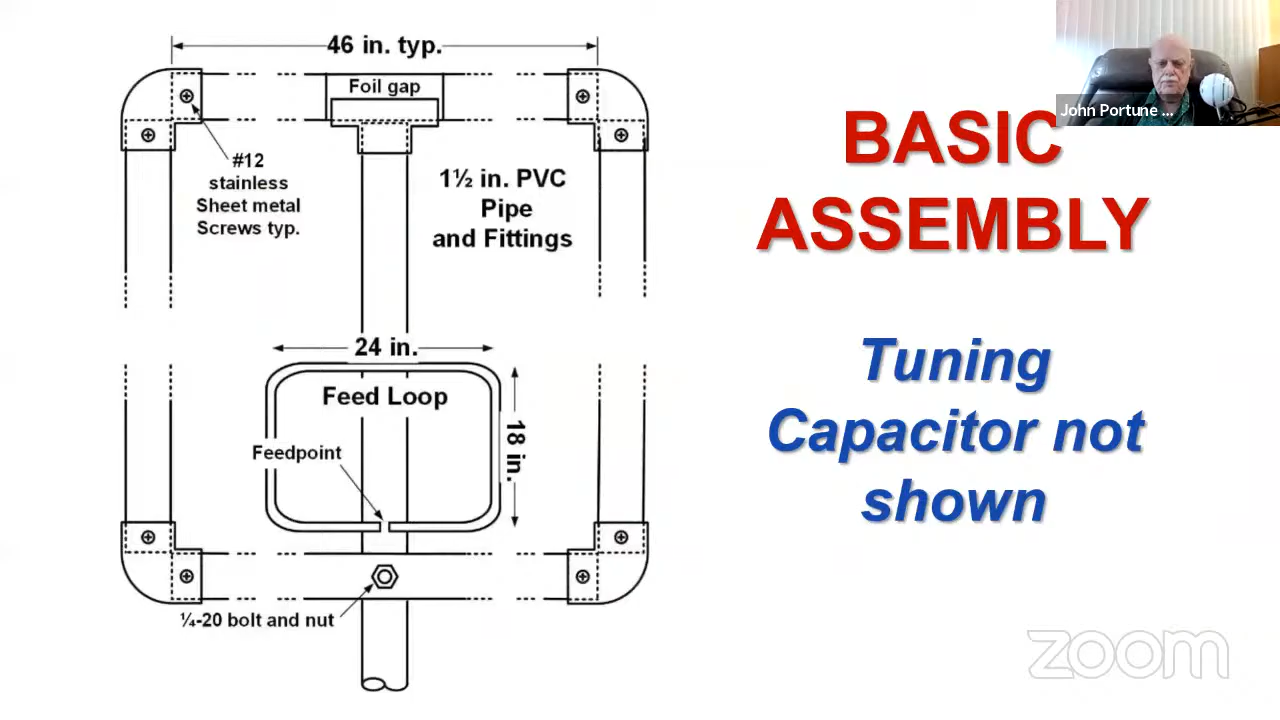 46 in. typ.
Foil gap
#12
stainless
Sheet metal
Screws typ.
1½ in. PVC
Pipe
and Fittings
24 in.
Feed Loop
Feedpoint
18 in.
¼-20 bolt and nut
BASIC
ASSEMBLY
Tuning
Capacitor not
shown
John Portune ...
zoom